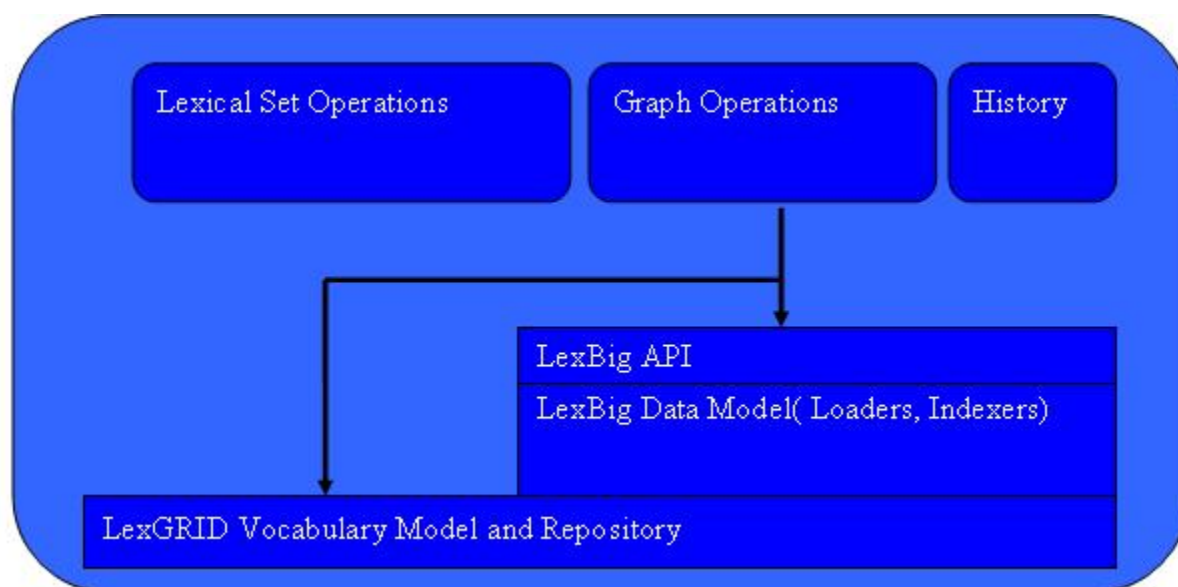 Lexical Set Operations
Graph Operations
History
LexBig API
LexBig Data Model( Loaders, Indexers)
LexGRID Vocabulary Model and Repository